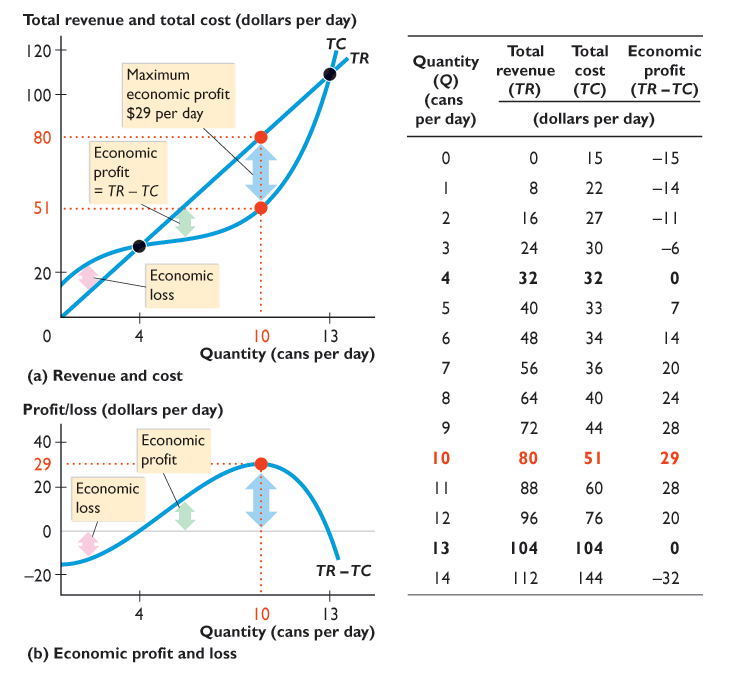 Total revenue and total cost (dollars per day)
120
100
80
51
20
0
4
10
13
TC
TR
Maximum
economic profit
$29 per day
Economic
profit
= TR – TC
Economic
loss
Quantity (cans per day)
(a) Revenue and cost
Profit/loss (dollars per day)
40
29
20
0
–20
Economic
profit
Economic
loss
TR – TC
4
10
13
Quantity (cans per day)
(b) Economic profit and loss
Quantity
(Q)
(cans
per day)
Total
revenue
(TR)
Total
cost
(TC)
Economic
profit
(TR – TC)
(dollars per day)
0 0 15 –15
1 8 22 –14
2 16 27 –11
3 24 30 –6
4 32 32 0
5 40 33 7
6 48 34 14
7 56 36 20
8 64 40 24
9 72 44 28
10 80 51 29
11 88 60 28
12 96 76 20
13 104 104 0
14 112 144 –32